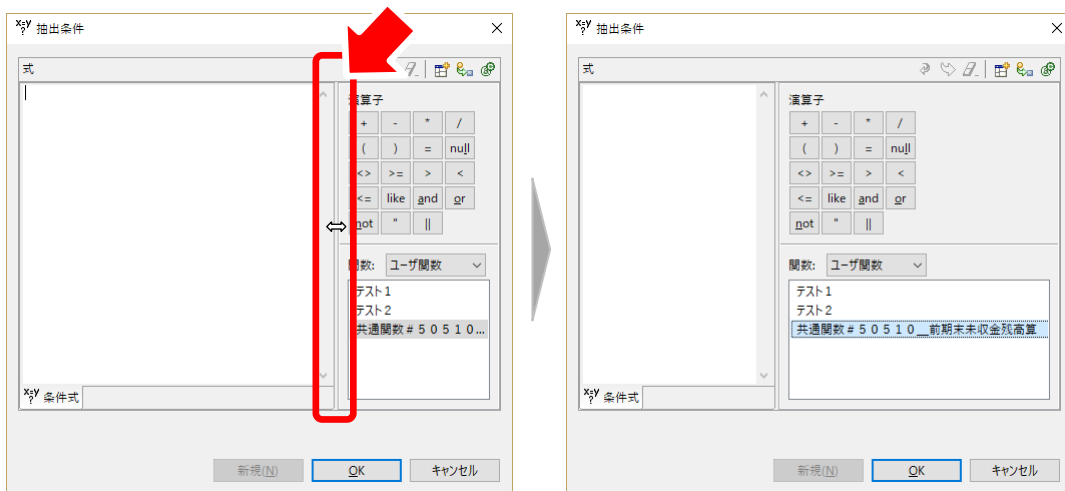 x=y ? 抽出条件
式
演算子
+ - * /
( ) = null
<> >= > <
<= like and or
not " ||
関数: ユーザ関数
テスト1
テスト2
共通関数#50510...
x=y ? 条件式
新規(N) OK キャンセル
x=y ? 抽出条件
式
演算子
+ - * /
( ) = null
<> >= > <
<= like and or
not " ||
関数: ユーザ関数
テスト1
テスト2
共通関数#50510__前期末未収金残高算
x=y ? 条件式
新規(N) OK キャンセル